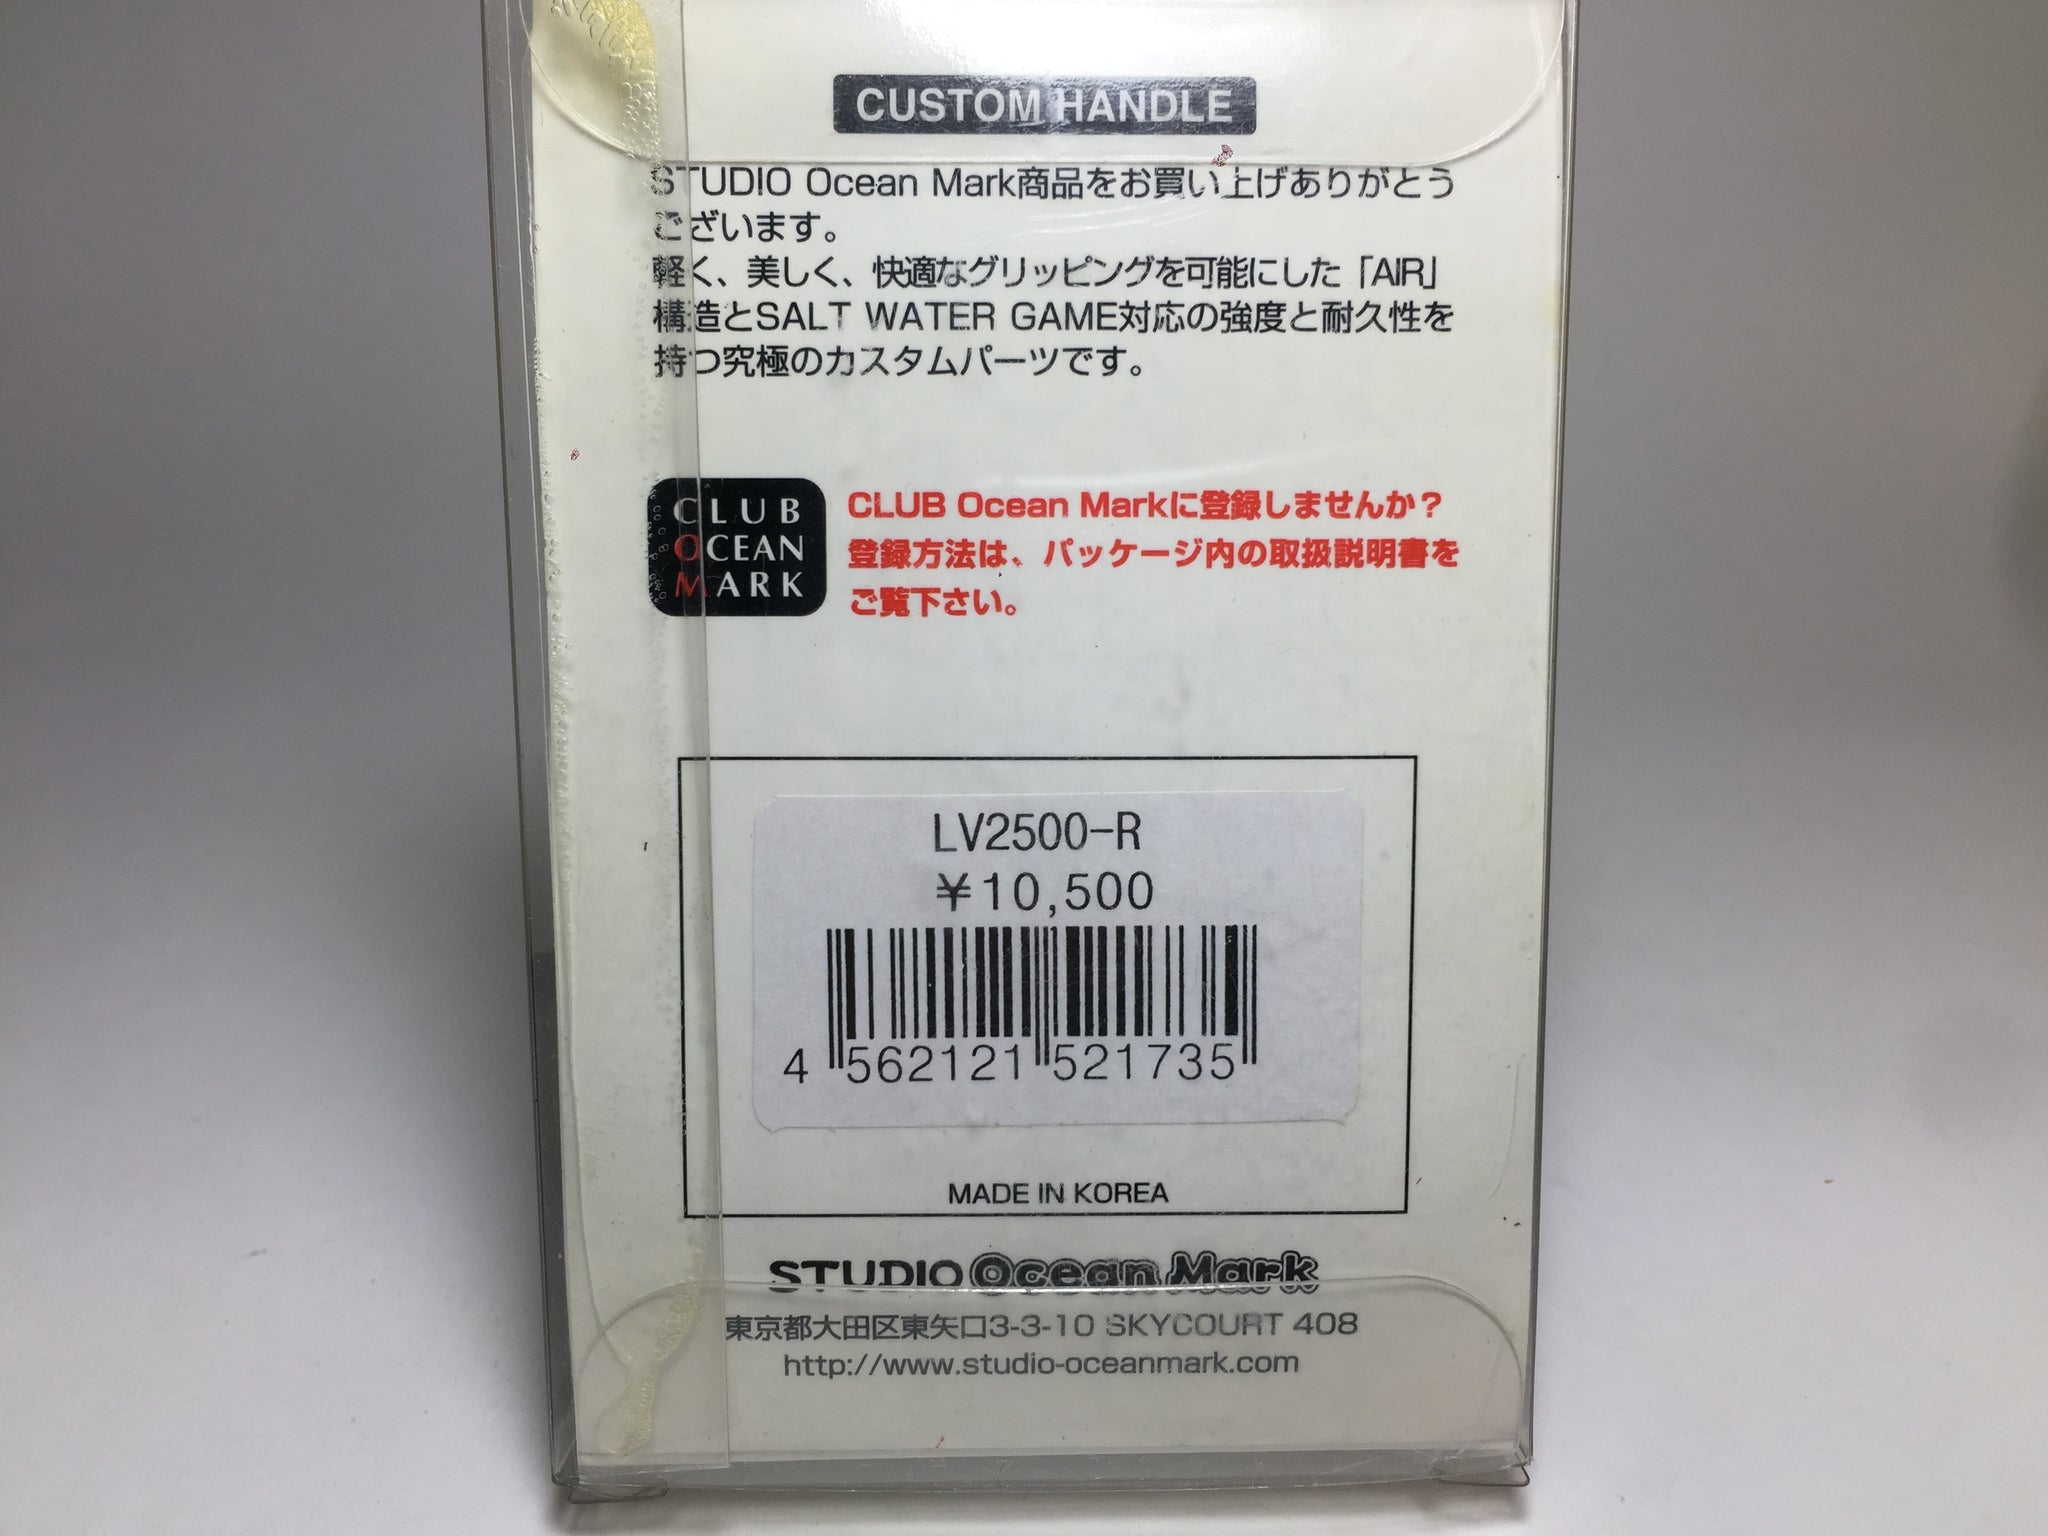 CUSTOM HANDLE
STUDIO Ocean Mark商品をお買い上げありがとう
ございます。
軽く、美しく、快適なグリッピングを可能にした「AIR」
構造とSALT WATER GAME対応の強度と耐久性を
持つ究極のカスタムパーツです。
CLUB
OCEAN
MARK
CLUB Ocean Markに登録しませんか？
登録方法は、パッケージ内の取扱説明書を
ご覧下さい。
LV2500-R
￥10,500
4 562121 521735
MADE IN KOREA
STUDIO Ocean Mark
東京都大田区東矢口3-3-10 SKYCOURT 408
http://www.studio-oceanmark.com